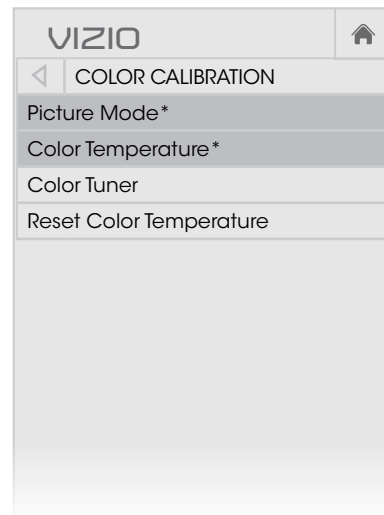 VIZIO
COLOR CALIBRATION
Picture Mode*
Color Temperature*
Color Tuner
Reset Color Temperature